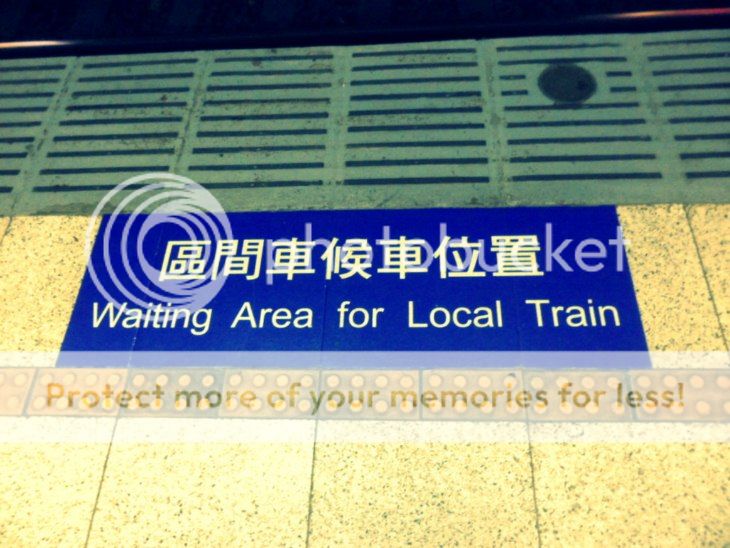 區間車候車位置
photobucket
Waiting Area for Local Train
Protect more of your memories for less!